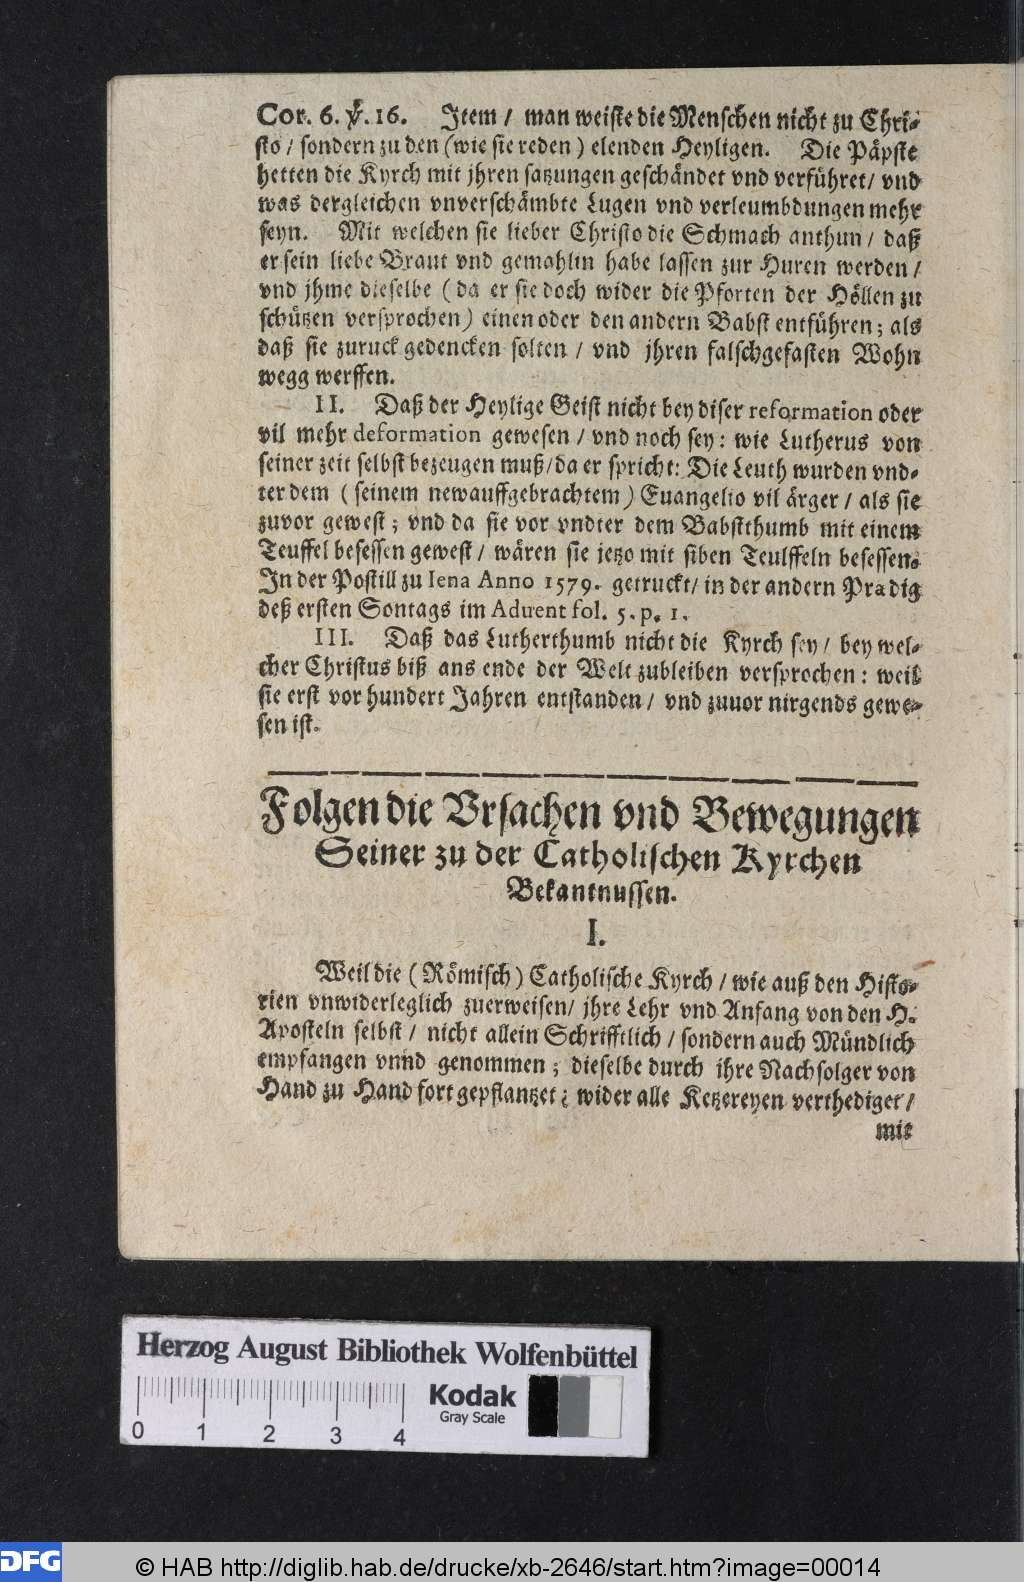 Cor. 6. ℣. 16. Item / man weiste die Menschen nicht zu Chri-
sto / sondern zu den (wie sie reden) elenden Heyligen. Die Päpste
hetten die Kyrch mit jhren satzungen geschändet vnd verführet / vnd
was dergleichen vnverschämbte Lugen vnd verleumbdungen mehr
seyn. Mit welchen sie lieber Christo die Schmach anthun / daß
er sein liebe Braut vnd gemahlin habe lassen zur Huren werden /
vnd jhme dieselbe (da er sie doch wider die Pforten der Höllen zu
schützen versprochen) einen oder den andern Babst entführen; als
daß sie zuruck gedencken solten / vnd jhren falschgefasten Wohn
wegg werffen.
II. Daß der Heylige Geist nicht bey diser reformation oder
vil mehr deformation gewesen / vnd noch sey: wie Lutherus von
seiner zeit selbst bezeugen muß / da er spricht: Die Leuth wurden vnd-
ter dem (seinem newauffgebrachtem) Euangelio vil ärger / als sie
zuvor gewest; vnd da sie vor vndter dem Babstthumb mit einem
Teuffel besessen gewest / wären sie jetzo mit siben Teulffeln besessen.
In der Postill zu Iena Anno 1579. getruckt / in der andern Pradig
deß ersten Sontags im Aduent fol. 5. p. 1.
III. Daß das Lutherthumb nicht die Kyrch sey / bey wel-
cher Christus biß ans ende der Welt zubleiben versprochen: weil
sie erst vor hundert Jahren entstanden / vnd zuuor nirgends gewe-
sen ist.
Folgen die Vrsachen vnd Bewegungen
Seiner zu der Catholischen Kyrchen
Bekantnussen.
I.
Weil die (Römisch) Catholische Kyrch / wie auß den Histo-
rien vnwiderleglich zuerweisen / jhre Lehr vnd Anfang von den H.
Aposteln selbst / nicht allein Schrifftlich / sondern auch Mündlich
empfangen vnnd genommen; dieselbe durch ihre Nachfolger von
Hand zu Hand fort gepflantzet; wider alle Ketzereyen verthediget /
mit
Herzog August Bibliothek Wolfenbüttel
Kodak
Gray Scale
0 1 2 3 4
DFG © HAB http://diglib.hab.de/drucke/xb-2646/start.htm?image=00014